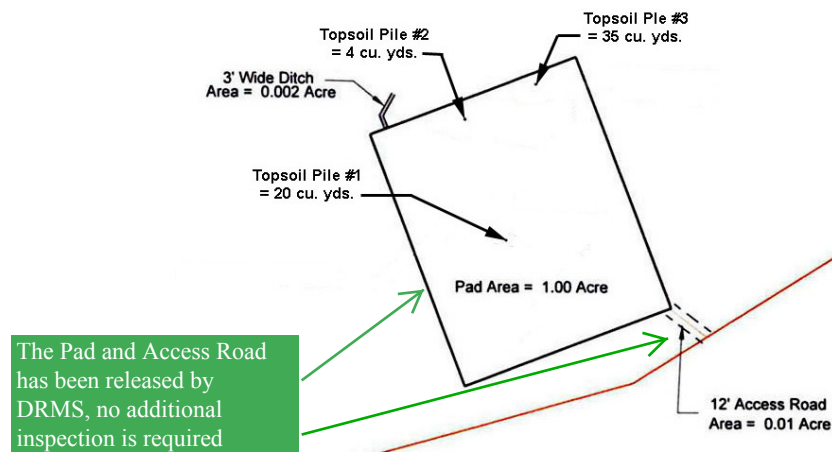 Topsoil Pile #2
= 4 cu. yds.
Topsoil Ple #3
= 35 cu. yds.
3' Wide Ditch
Area = 0.002 Acre
Topsoil Pile #1
= 20 cu. yds.
Pad Area = 1.00 Acre
The Pad and Access Road
has been released by
DRMS, no additional
inspection is required
12' Access Road
Area = 0.01 Acre